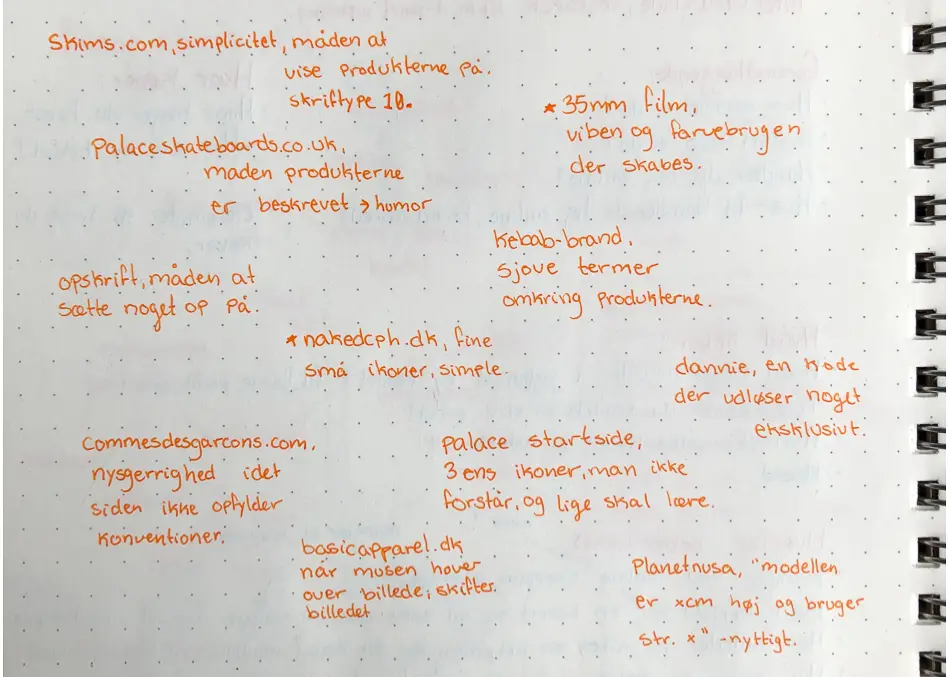 Skims.com, simplicitet, måden at
vise produkterne på.
skriftype 10.
* 35mm film,
viben og farvebrugen
der skabes.
Palaceskateboards.co.uk,
maden produkterne
er beskrevet → humor
Kebab-brand,
sjove termer
omkring produkterne.
opskrift, måden at
sætte noget op på.
* nakedcph.dk, fine
små ikoner, simple
dannie, en kode
der udløser noget
eksklusivt.
commesdesgarcons.com,
nysgerrighed idet
siden ikke opfylder
konventioner.
palace startside,
3 ens ikoner, man ikke
forstår, og lige skal lære.
basicapparel.dk
når musen hover
over billede, skifter
billedet
Planetnusa, "modellen
er xcm høj og bruger
str. x" -nyttigt.